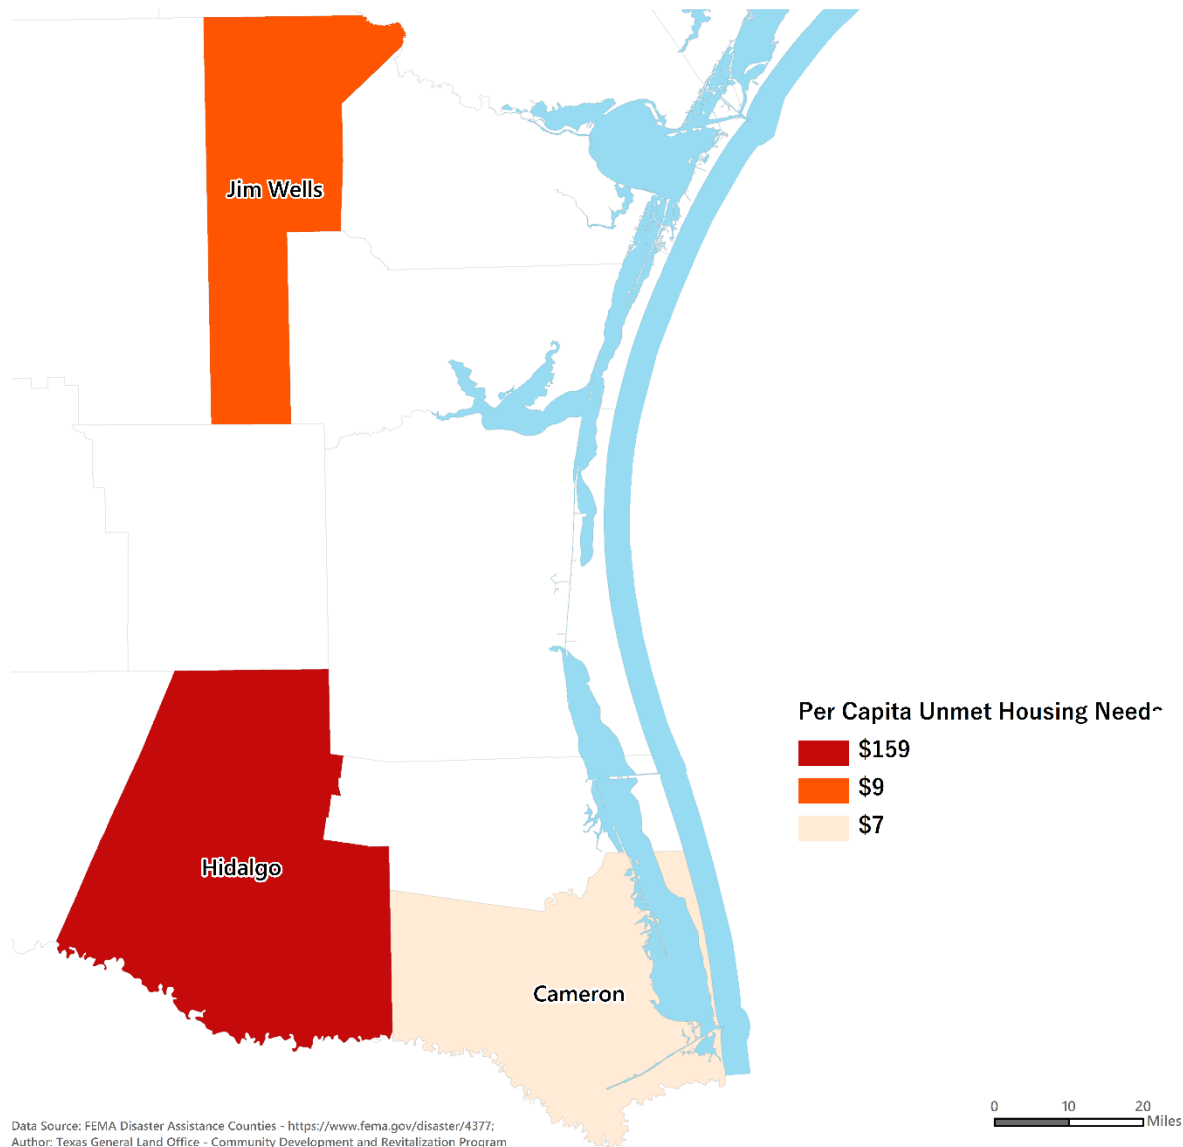 Jim Wells
Per Capita Unmet Housing Need
$159
$9
$7
Hidalgo
Cameron
0 10 20
Miles
Data Source: FEMA Disaster Assistance Counties - https://www.fema.gov/disaster/4377;
Author: Texas General Land Office - Community Development and Revitalization Program